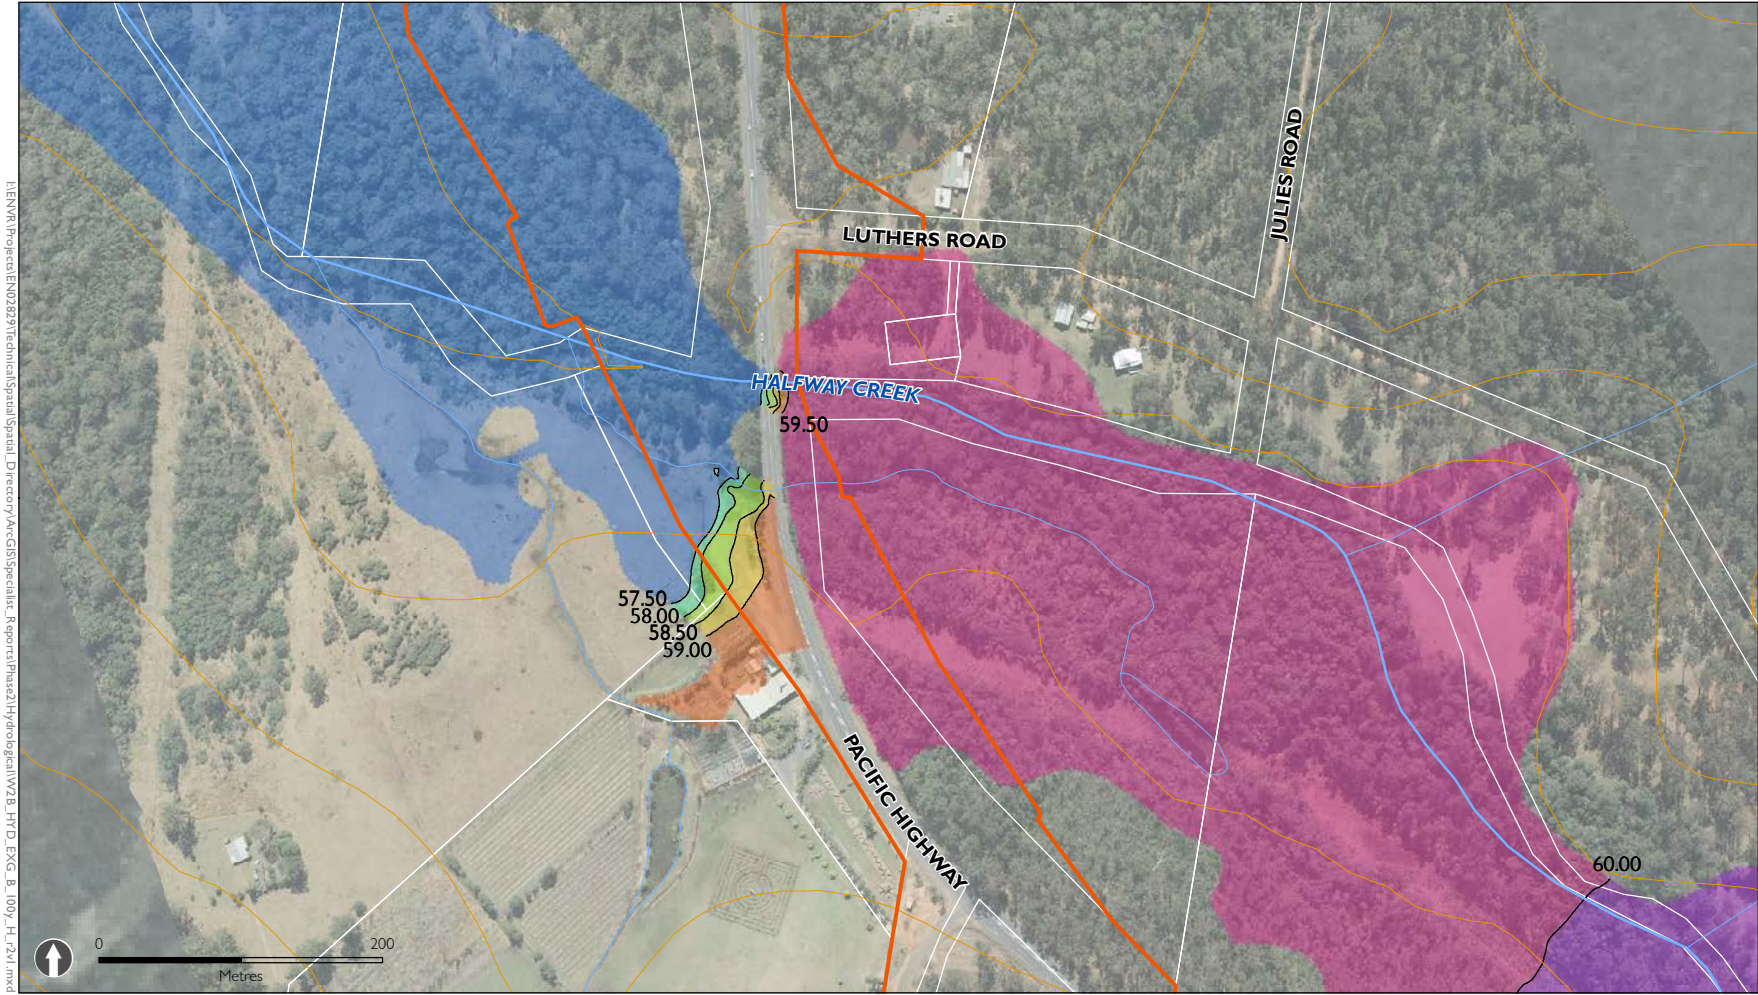 JULIES ROAD
LUTHERS ROAD
HALFWAY CREEK
59.50
57.50
58.00
58.50
59.00
PACIFIC HIGHWAY
60.00
0 200
Metres
I:\ENVR\Projects\EN02829\Technical\Spatial\Spatial_Directory\ArcGIS\Specialist_Reports\Phase2\Hydrological\W2B_HYD_EXG_B_100y_H_r2v1.mxd